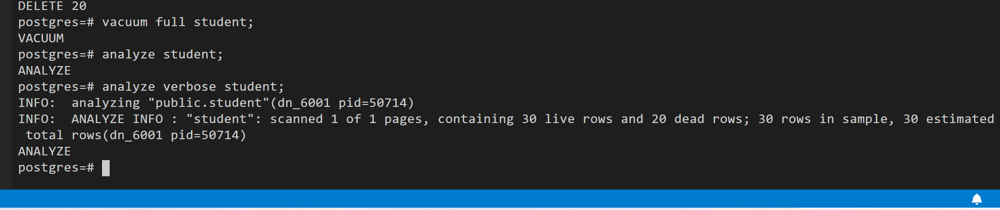 DELETE 20
postgres=# vacuum full student;
VACUUM
postgres=# analyze student;
ANALYZE
postgres=# analyze verbose student;
INFO:  analyzing "public.student"(dn_6001 pid=50714)
INFO:  ANALYZE INFO : "student": scanned 1 of 1 pages, containing 30 live rows and 20 dead rows; 30 rows in sample, 30 estimated
 total rows(dn_6001 pid=50714)
ANALYZE
postgres=#